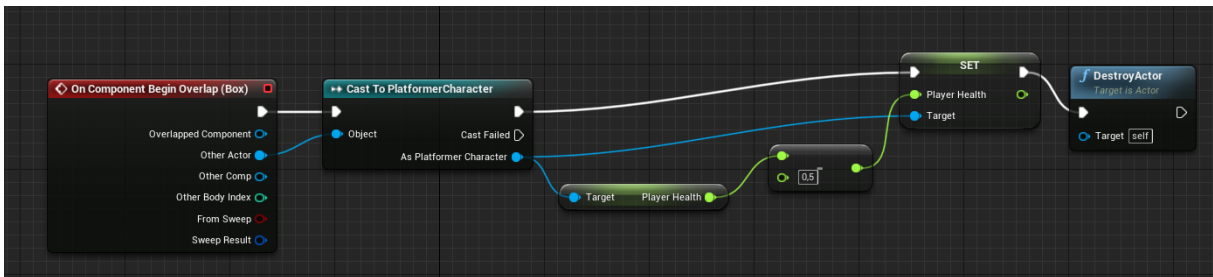 On Component Begin Overlap (Box)
Overlapped Component
Other Actor
Other Comp
Other Body Index
From Sweep
Sweep Result
Cast To PlatformerCharacter
Object
Cast Failed
As Platformer Character
Target
Player Health
0,5
-
SET
Player Health
Target
f DestroyActor
Target is Actor
Target self